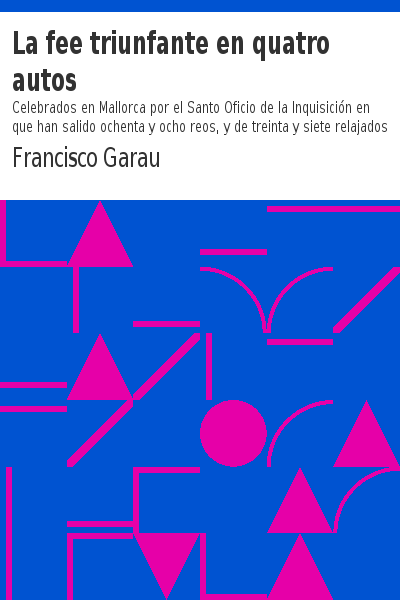 La fee triunfante en quatro
autos
Celebrados en Mallorca por el Santo Oficio de la Inquisición en
que han salido ochenta y ocho reos, y de treinta y siete relajados
Francisco Garau